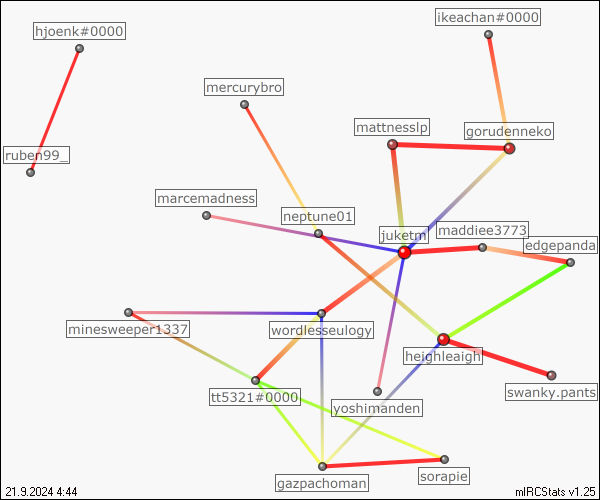 ikeachan#0000
hjoenk#0000
mercurybro
mattnesslp
gorudenneko
ruben99_
marcemadness
neptune01
juketm
maddiee3773
edgepanda
minesweeper1337
wordlesseulogy
heighleaigh
tt5321#0000
yoshimanden
swanky.pants
gazpachoman
sorapie
21.9.2024 4:44
mIRCStats v1.25